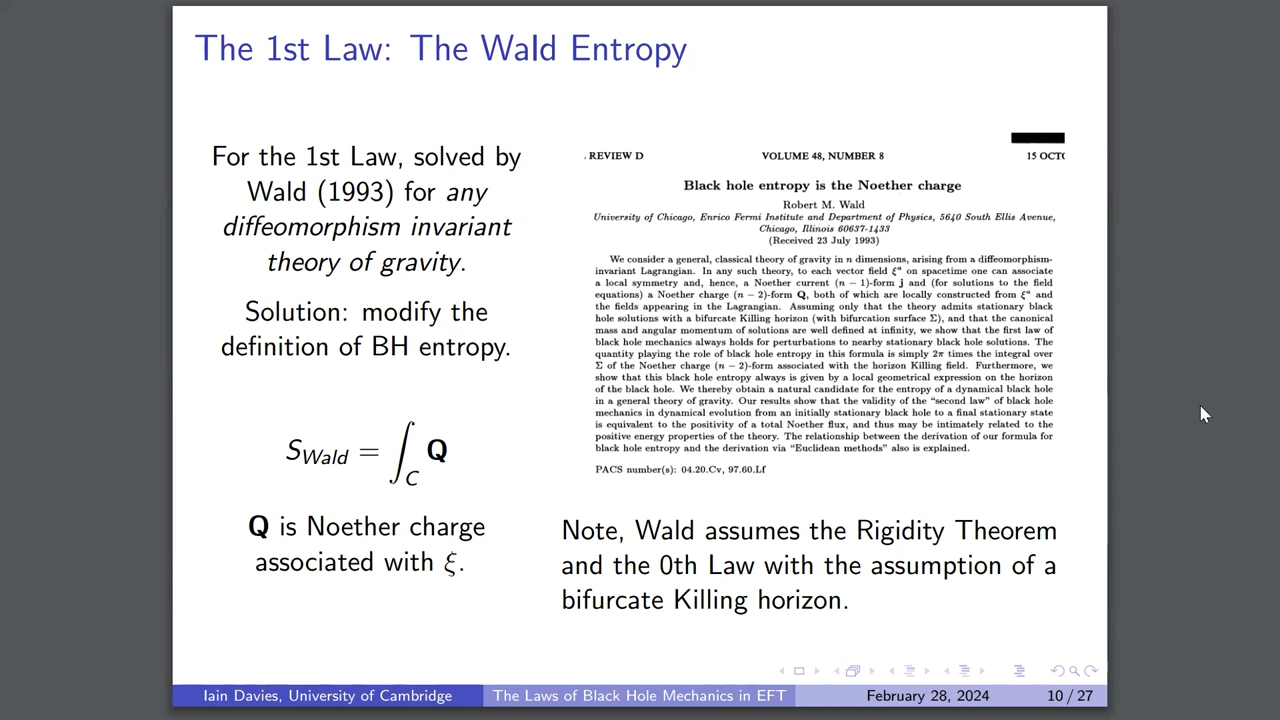 The 1st Law: The Wald Entropy
For the 1st Law, solved by
Wald (1993) for any
diffeomorphism invariant
theory of gravity.
Solution: modify the
definition of BH entropy.
S_Wald = ∫_C Q
Q is Noether charge
associated with ξ.
. REVIEW D VOLUME 48, NUMBER 8 15 OCT
Black hole entropy is the Noether charge
Robert M. Wald
University of Chicago, Enrico Fermi Institute and Department of Physics, 5640 South Ellis Avenue,
Chicago, Illinois 60637-1433
(Received 23 July 1993)
We consider a general, classical theory of gravity in n dimensions, arising from a diffeomorphism-
invariant Lagrangian. In any such theory, to each vector field ξᵃ on spacetime one can associate
a local symmetry and, hence, a Noether current (n − 1)-form j and (for solutions to the field
equations) a Noether charge (n − 2)-form Q, both of which are locally constructed from ξᵃ and
the fields appearing in the Lagrangian. Assuming only that the theory admits stationary black
hole solutions with a bifurcate Killing horizon (with bifurcation surface Σ), and that the canonical
mass and angular momentum of solutions are well defined at infinity, we show that the first law of
black hole mechanics always holds for perturbations to nearby stationary black hole solutions. The
quantity playing the role of black hole entropy in this formula is simply 2π times the integral over
Σ of the Noether charge (n − 2)-form associated with the horizon Killing field. Furthermore, we
show that this black hole entropy always is given by a local geometrical expression on the horizon
of the black hole. We thereby obtain a natural candidate for the entropy of a dynamical black hole
in a general theory of gravity. Our results show that the validity of the “second law” of black hole
mechanics in dynamical evolution from an initially stationary black hole to a final stationary state
is equivalent to the positivity of a total Noether flux, and thus may be intimately related to the
positive energy properties of the theory. The relationship between the derivation of our formula for
black hole entropy and the derivation via “Euclidean methods” also is explained.
PACS number(s): 04.20.Cv, 97.60.Lf
Note, Wald assumes the Rigidity Theorem
and the 0th Law with the assumption of a
bifurcate Killing horizon.
Iain Davies, University of Cambridge The Laws of Black Hole Mechanics in EFT February 28, 2024 10 / 27